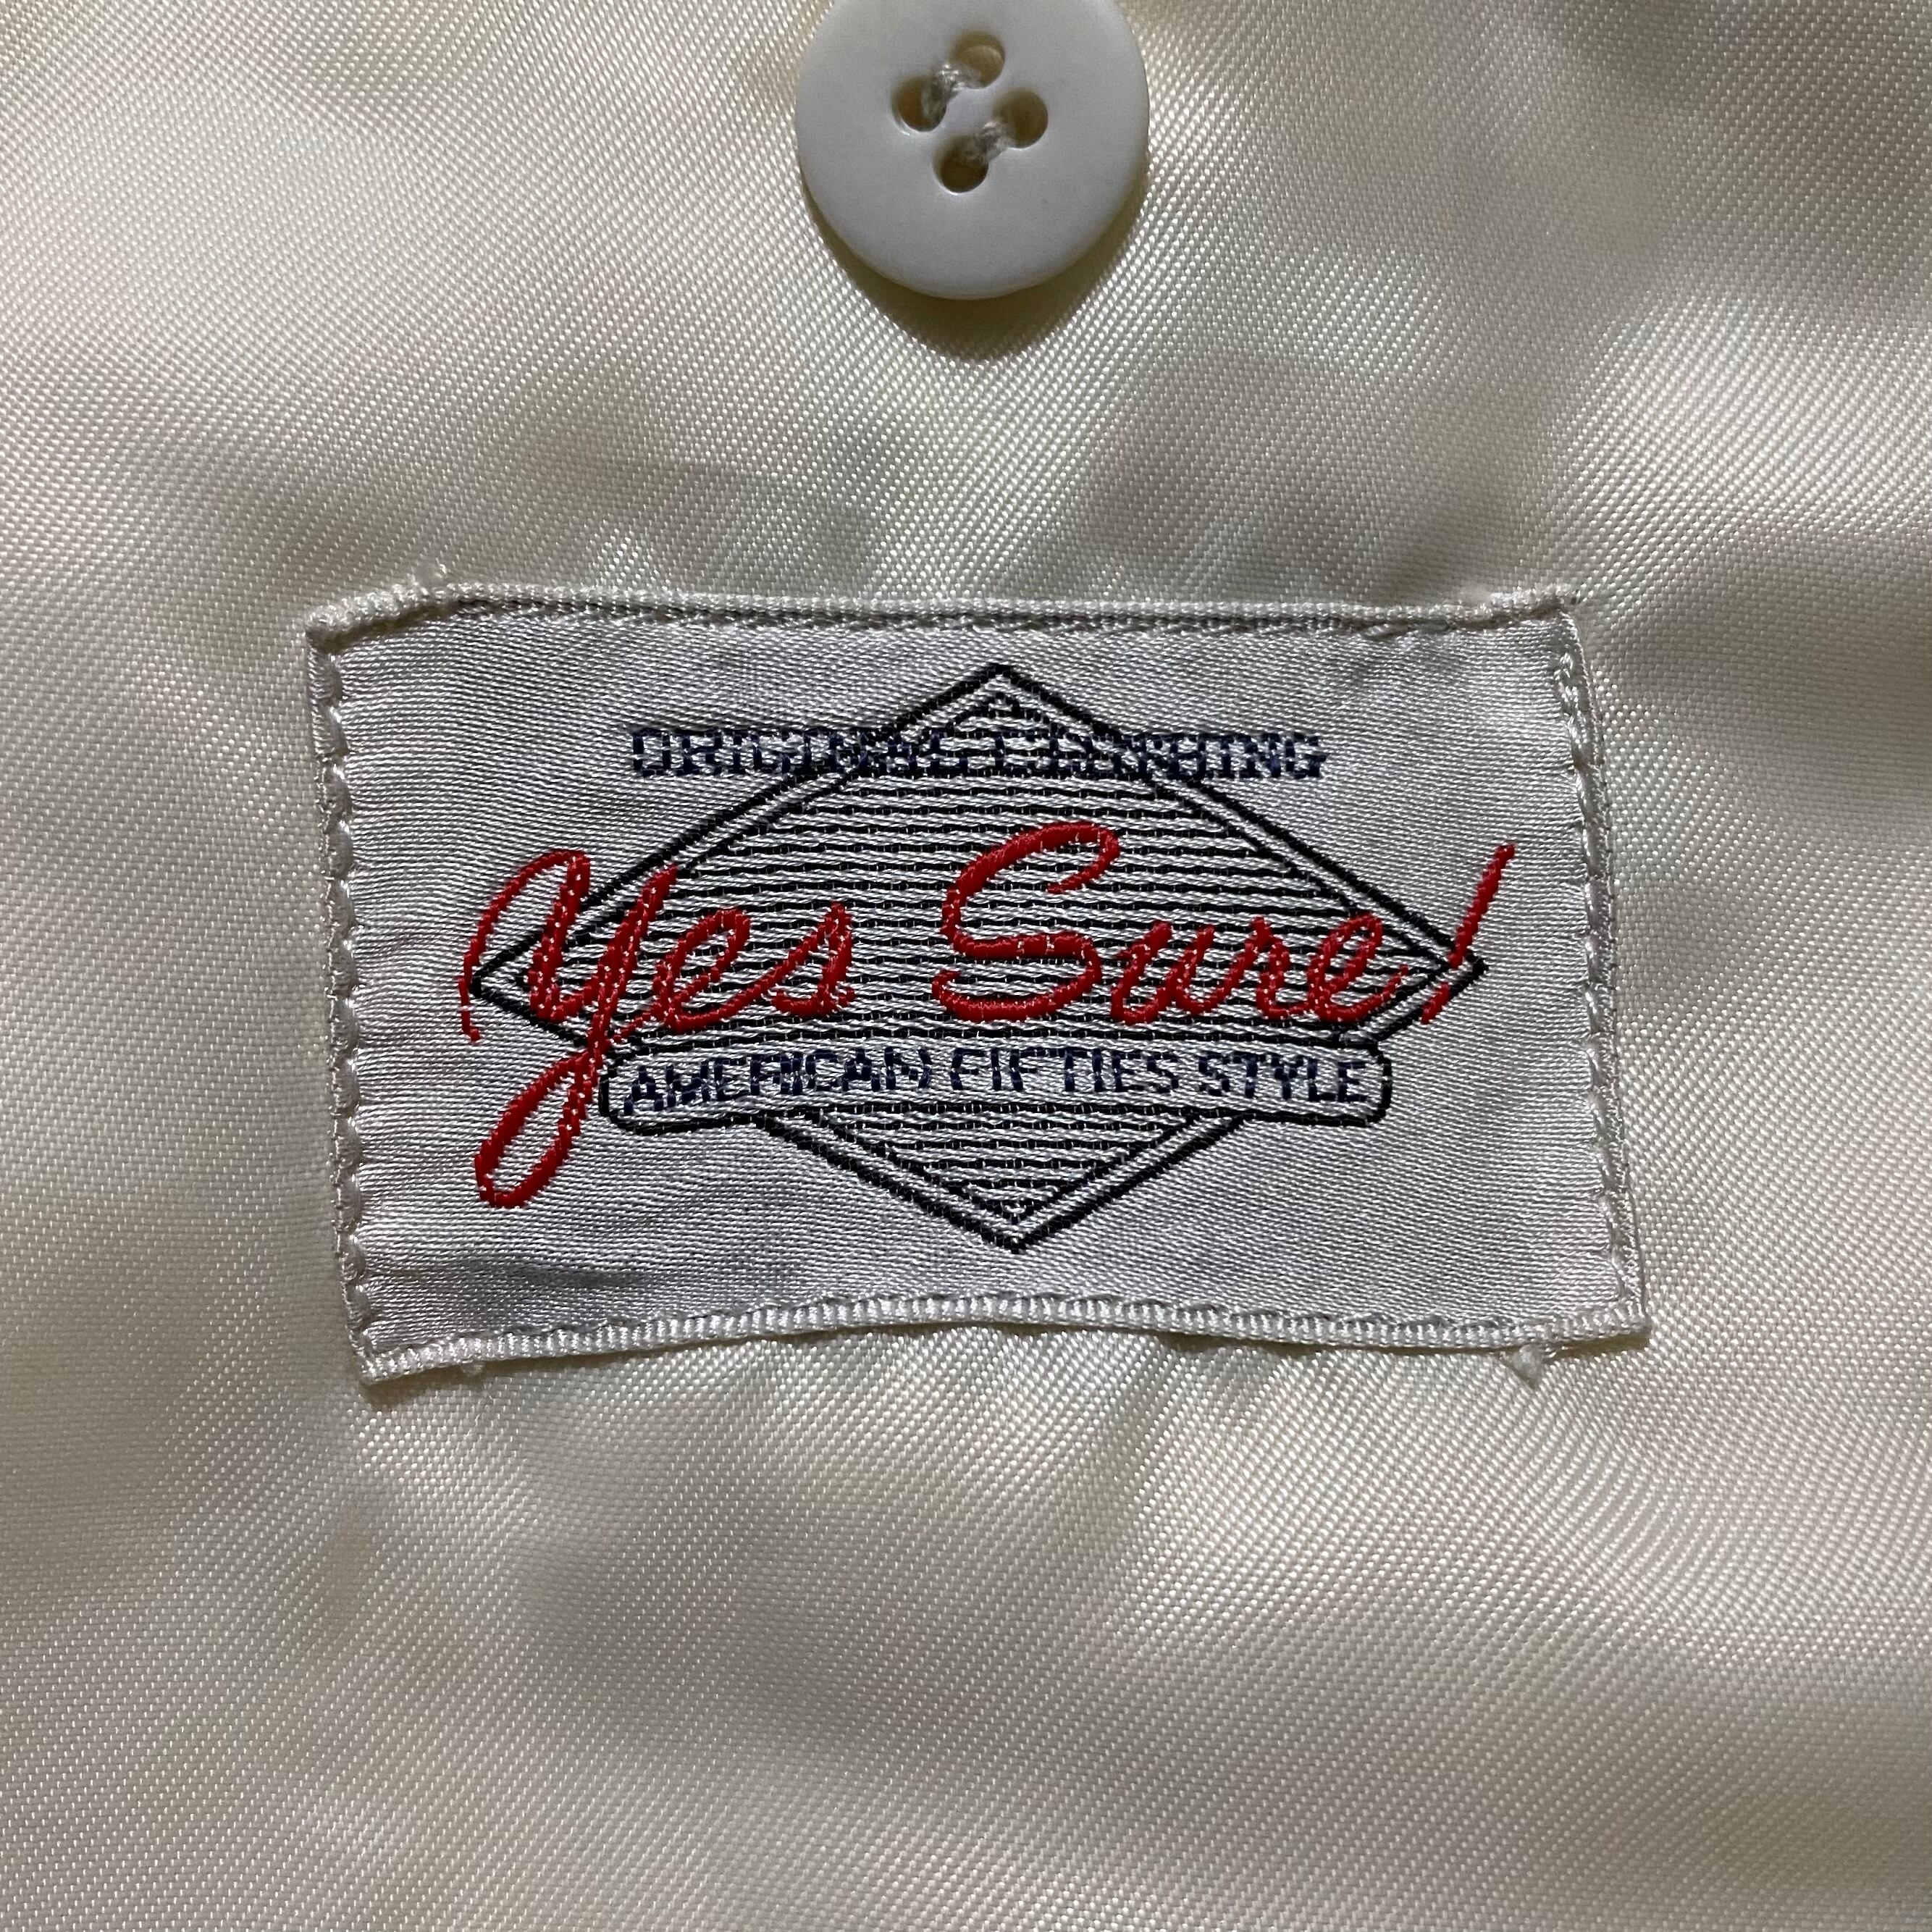 ORIGINAL CLOTHING
Yes Sure!
AMERICAN FIFTIES STYLE